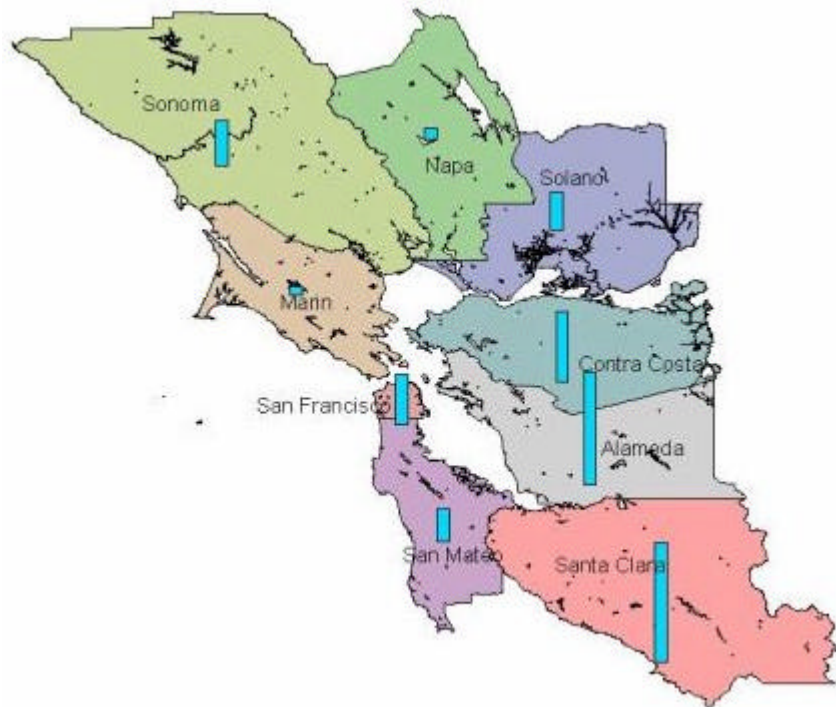 Sonoma
Napa
Solano
Marin
Contra Costa
San Francisco
Alameda
San Mateo
Santa Clara